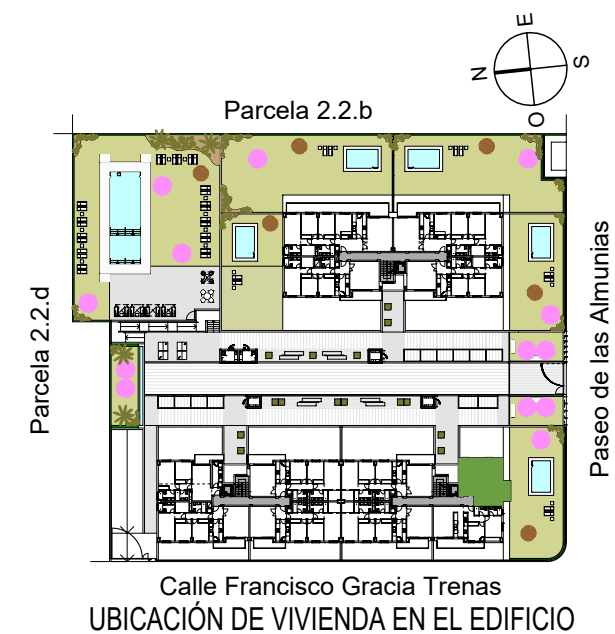 E
N
S
O
Parcela 2.2.b
Parcela 2.2.d
Paseo de las Almunias
Calle Francisco Gracia Trenas
UBICACIÓN DE VIVIENDA EN EL EDIFICIO